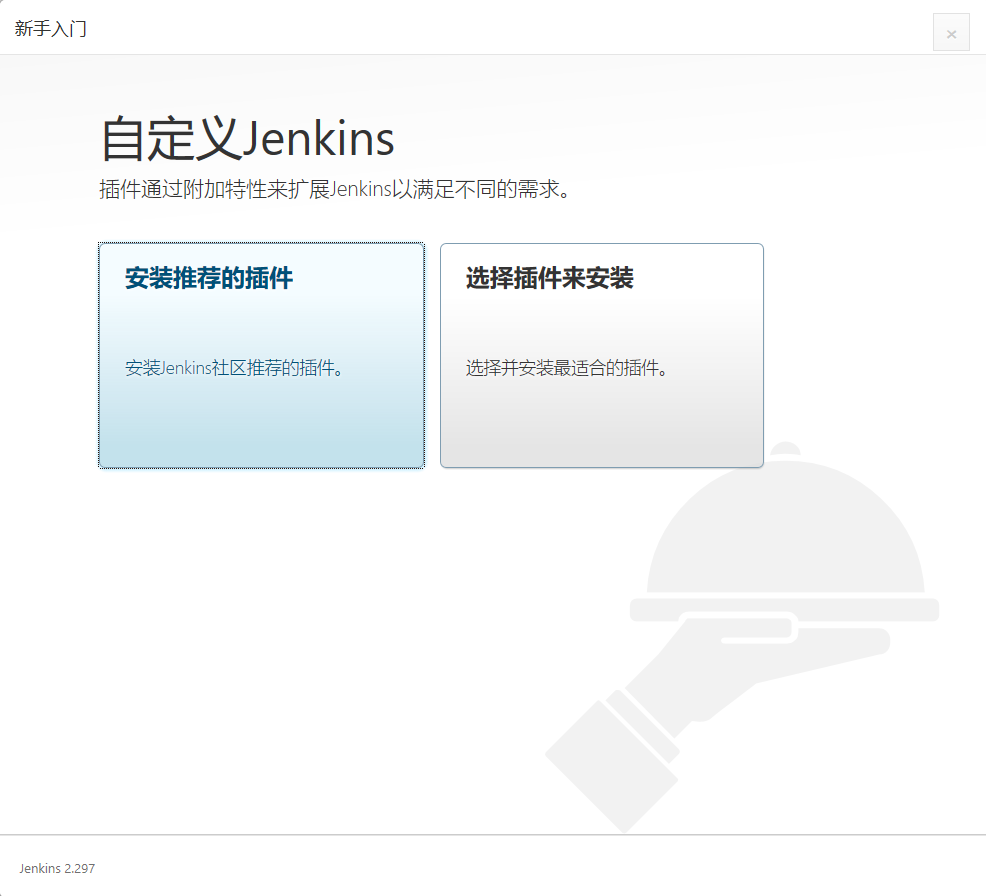 新手入门
×
自定义Jenkins
插件通过附加特性来扩展Jenkins以满足不同的需求。
安装推荐的插件
选择插件来安装
安装Jenkins社区推荐的插件。
选择并安装最适合的插件。
Jenkins 2.297